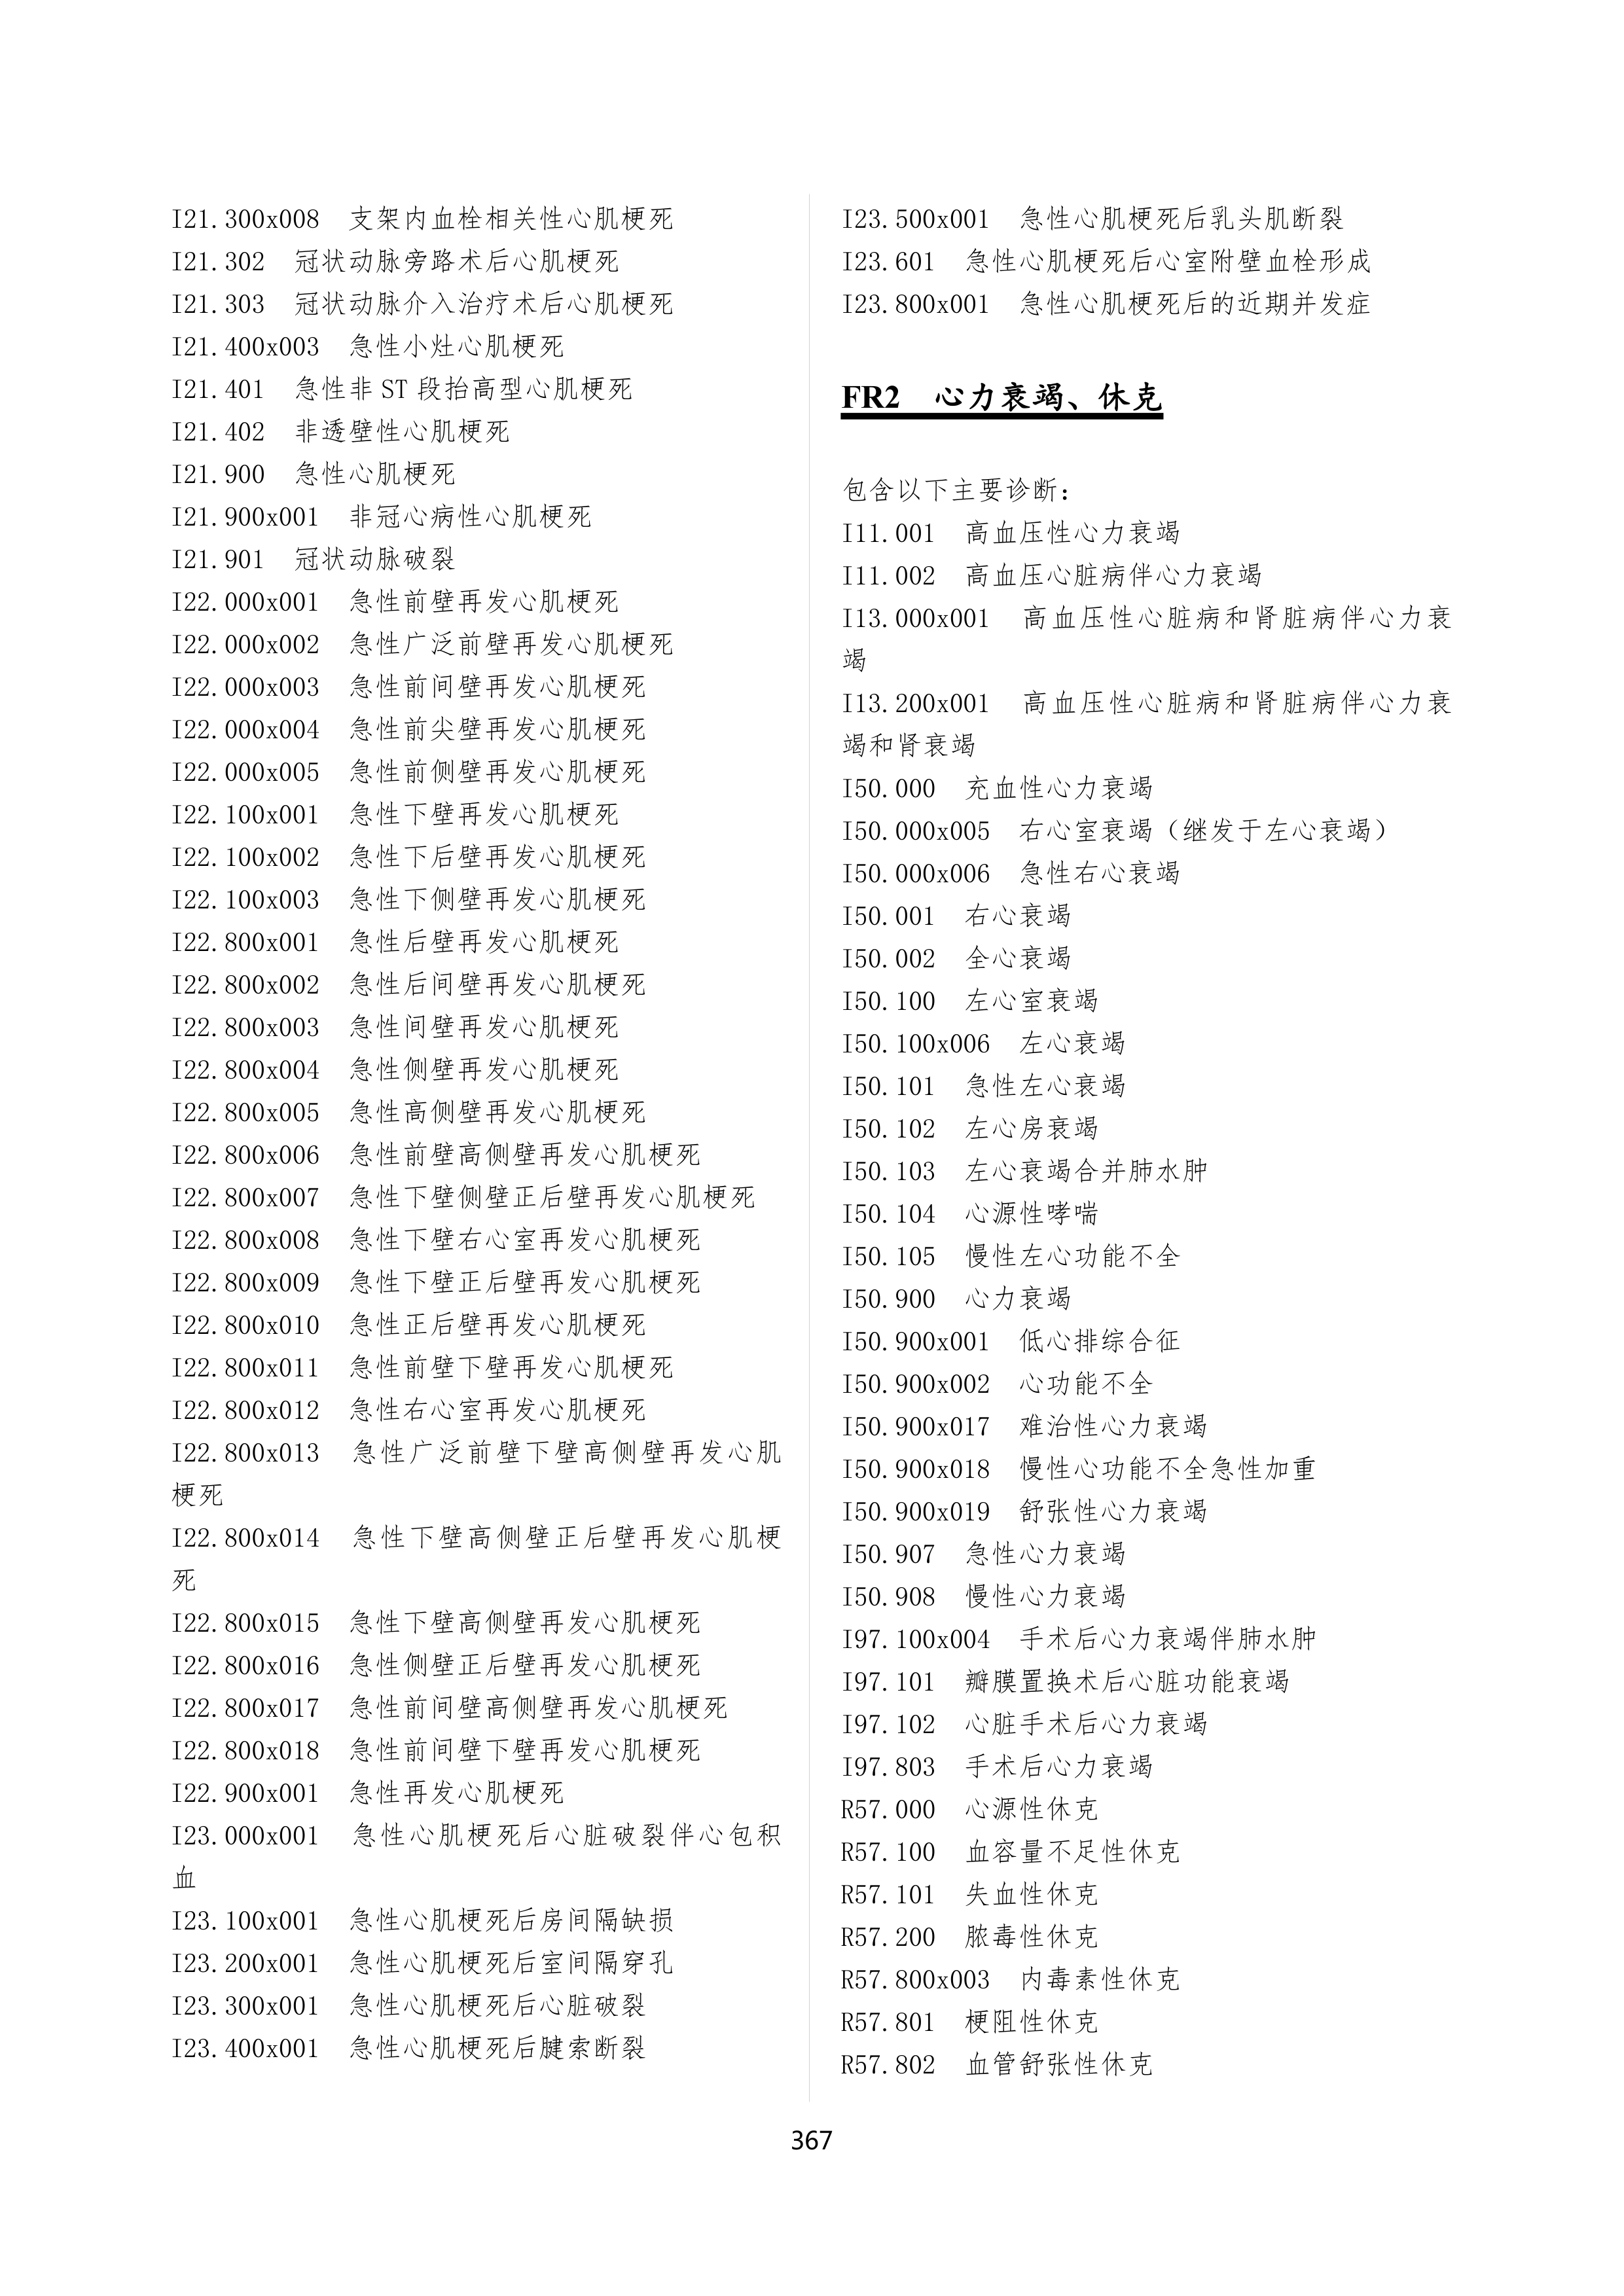 I21.300x008 支架内血栓相关性心肌梗死
I21.302 冠状动脉旁路术后心肌梗死
I21.303 冠状动脉介入治疗术后心肌梗死
I21.400x003 急性小灶心肌梗死
I21.401 急性非 ST 段抬高型心肌梗死
I21.402 非透壁性心肌梗死
I21.900 急性心肌梗死
I21.900x001 非冠心病性心肌梗死
I21.901 冠状动脉破裂
I22.000x001 急性前壁再发心肌梗死
I22.000x002 急性广泛前壁再发心肌梗死
I22.000x003 急性前间壁再发心肌梗死
I22.000x004 急性前尖壁再发心肌梗死
I22.000x005 急性前侧壁再发心肌梗死
I22.100x001 急性下壁再发心肌梗死
I22.100x002 急性下后壁再发心肌梗死
I22.100x003 急性下侧壁再发心肌梗死
I22.800x001 急性后壁再发心肌梗死
I22.800x002 急性后间壁再发心肌梗死
I22.800x003 急性间壁再发心肌梗死
I22.800x004 急性侧壁再发心肌梗死
I22.800x005 急性高侧壁再发心肌梗死
I22.800x006 急性前壁高侧壁再发心肌梗死
I22.800x007 急性下壁侧壁正后壁再发心肌梗死
I22.800x008 急性下壁右心室再发心肌梗死
I22.800x009 急性下壁正后壁再发心肌梗死
I22.800x010 急性正后壁再发心肌梗死
I22.800x011 急性前壁下壁再发心肌梗死
I22.800x012 急性右心室再发心肌梗死
I22.800x013 急性广泛前壁下壁高侧壁再发心肌
梗死
I22.800x014 急性下壁高侧壁正后壁再发心肌梗
死
I22.800x015 急性下壁高侧壁再发心肌梗死
I22.800x016 急性侧壁正后壁再发心肌梗死
I22.800x017 急性前间壁高侧壁再发心肌梗死
I22.800x018 急性前间壁下壁再发心肌梗死
I22.900x001 急性再发心肌梗死
I23.000x001 急性心肌梗死后心脏破裂伴心包积
血
I23.100x001 急性心肌梗死后房间隔缺损
I23.200x001 急性心肌梗死后室间隔穿孔
I23.300x001 急性心肌梗死后心脏破裂
I23.400x001 急性心肌梗死后腱索断裂
I23.500x001 急性心肌梗死后乳头肌断裂
I23.601 急性心肌梗死后心室附壁血栓形成
I23.800x001 急性心肌梗死后的近期并发症
FR2 心力衰竭、休克
包含以下主要诊断：
I11.001 高血压性心力衰竭
I11.002 高血压心脏病伴心力衰竭
I13.000x001 高血压性心脏病和肾脏病伴心力衰
竭
I13.200x001 高血压性心脏病和肾脏病伴心力衰
竭和肾衰竭
I50.000 充血性心力衰竭
I50.000x005 右心室衰竭（继发于左心衰竭）
I50.000x006 急性右心衰竭
I50.001 右心衰竭
I50.002 全心衰竭
I50.100 左心室衰竭
I50.100x006 左心衰竭
I50.101 急性左心衰竭
I50.102 左心房衰竭
I50.103 左心衰竭合并肺水肿
I50.104 心源性哮喘
I50.105 慢性左心功能不全
I50.900 心力衰竭
I50.900x001 低心排综合征
I50.900x002 心功能不全
I50.900x017 难治性心力衰竭
I50.900x018 慢性心功能不全急性加重
I50.900x019 舒张性心力衰竭
I50.907 急性心力衰竭
I50.908 慢性心力衰竭
I97.100x004 手术后心力衰竭伴肺水肿
I97.101 瓣膜置换术后心脏功能衰竭
I97.102 心脏手术后心力衰竭
I97.803 手术后心力衰竭
R57.000 心源性休克
R57.100 血容量不足性休克
R57.101 失血性休克
R57.200 脓毒性休克
R57.800x003 内毒素性休克
R57.801 梗阻性休克
R57.802 血管舒张性休克
367